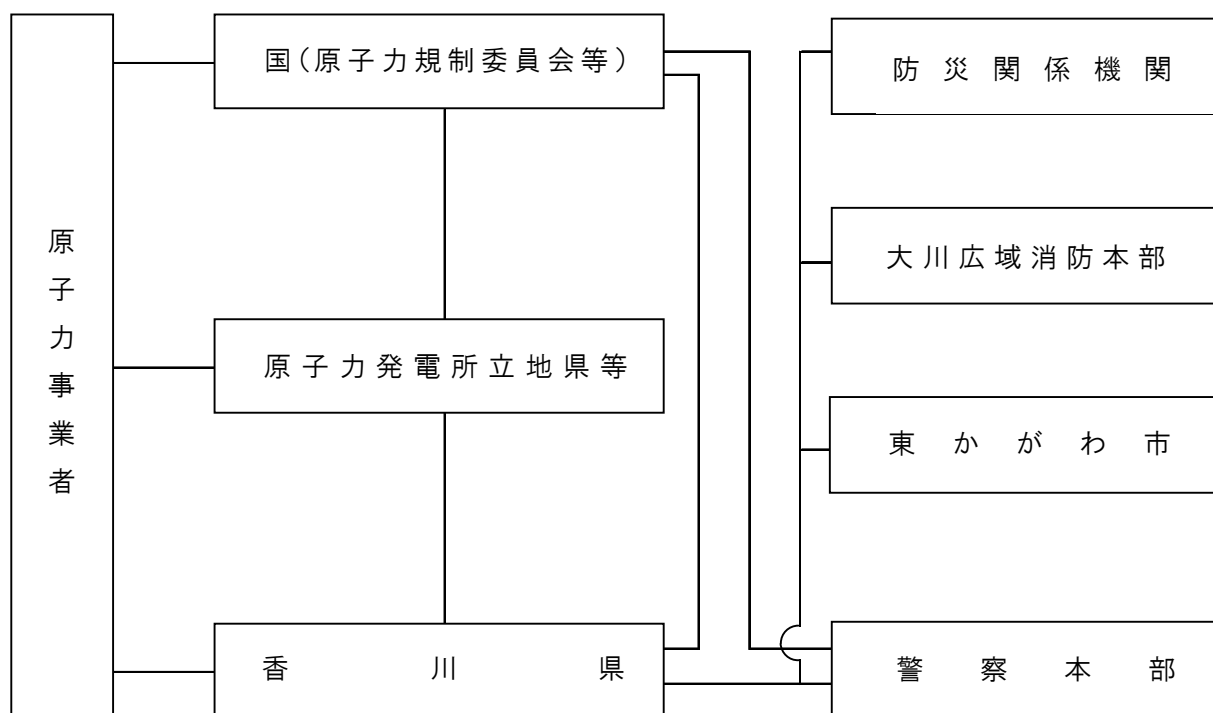 原子力事業者
国(原子力規制委員会等)
原子力発電所立地県等
香川県
防災関係機関
大川広域消防本部
東かがわ市
警察本部